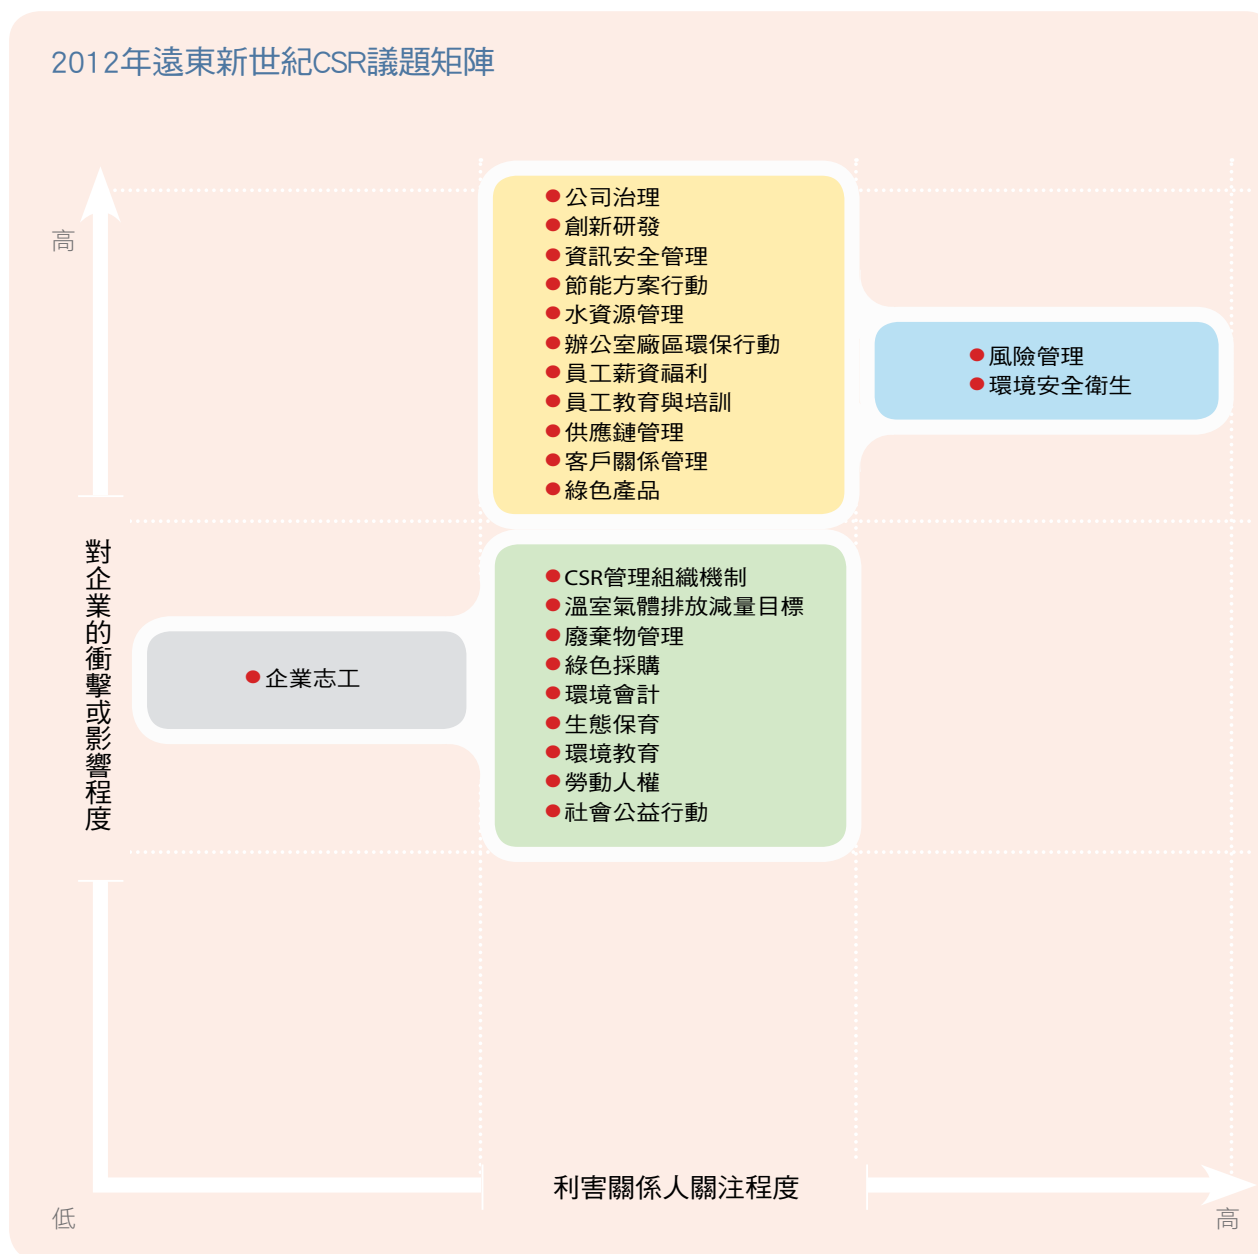 2012年遠東新世紀CSR議題矩陣
高
對企業的衝擊或影響程度
公司治理
創新研發
資訊安全管理
節能方案行動
水資源管理
辦公室廠區環保行動
員工薪資福利
員工教育與培訓
供應鏈管理
客戶關係管理
綠色產品
風險管理
環境安全衛生
企業志工
CSR管理組織機制
溫室氣體排放減量目標
廢棄物管理
綠色採購
環境會計
生態保育
環境教育
勞動人權
社會公益行動
利害關係人關注程度
低
高